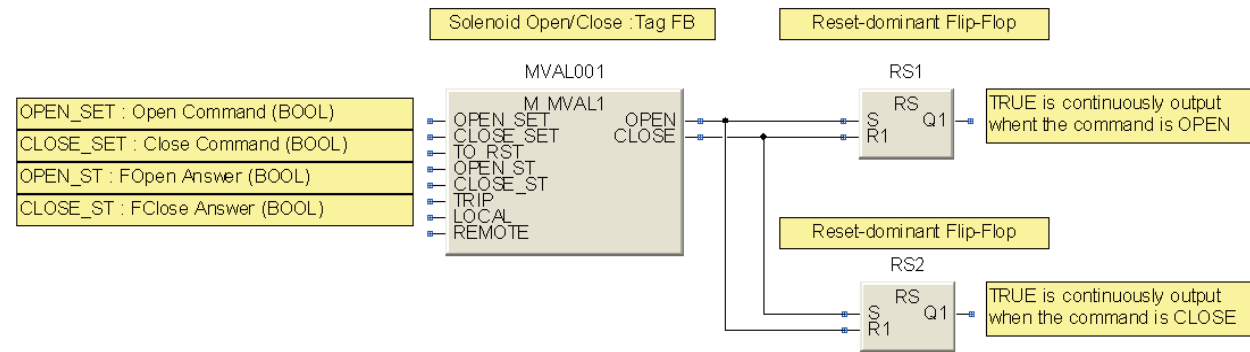 Solenoid Open/Close :Tag FB
Reset-dominant Flip-Flop
MVAL001
RS1
OPEN_SET : Open Command (BOOL)
CLOSE_SET : Close Command (BOOL)
OPEN_ST : FOpen Answer (BOOL)
CLOSE_ST : FClose Answer (BOOL)
M_MVAL1
OPEN_SET
CLOSE_SET
TO_RST
OPEN_ST
CLOSE_ST
TRIP
LOCAL
REMOTE
OPEN
CLOSE
RS
S
R1
Q1
TRUE is continuously output
whent the command is OPEN
Reset-dominant Flip-Flop
RS2
RS
S
R1
Q1
TRUE is continuously output
when the command is CLOSE